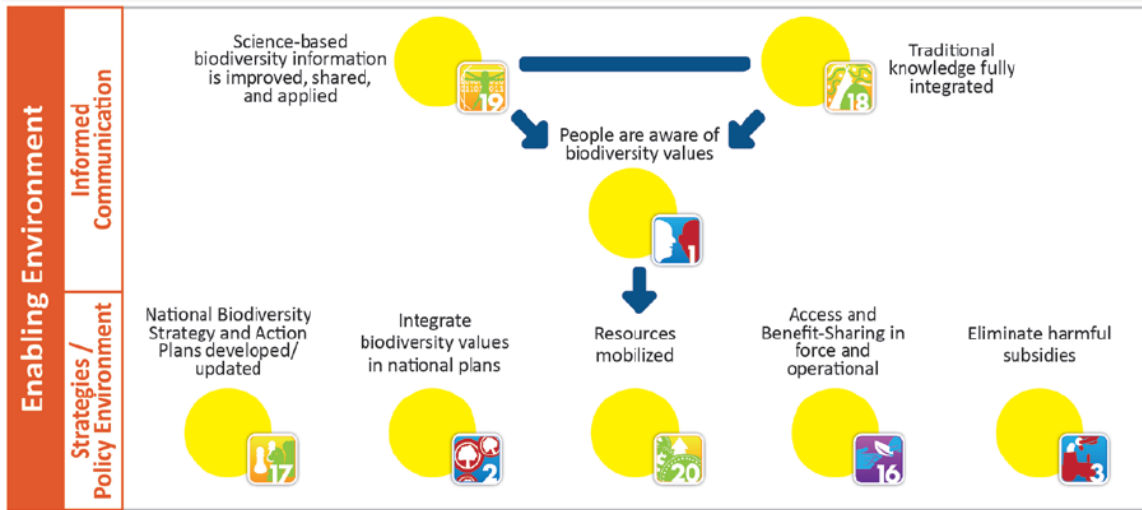 Enabling Environment
Informed
Communication
Science-based
biodiversity information
is improved, shared,
and applied
19
Traditional
knowledge fully
integrated
18
People are aware of
biodiversity values
1
Strategies /
Policy Environment
National Biodiversity
Strategy and Action
Plans developed/
updated
17
Integrate
biodiversity values
in national plans
2
Resources
mobilized
20
Access and
Benefit-Sharing in
force and
operational
16
Eliminate harmful
subsidies
3